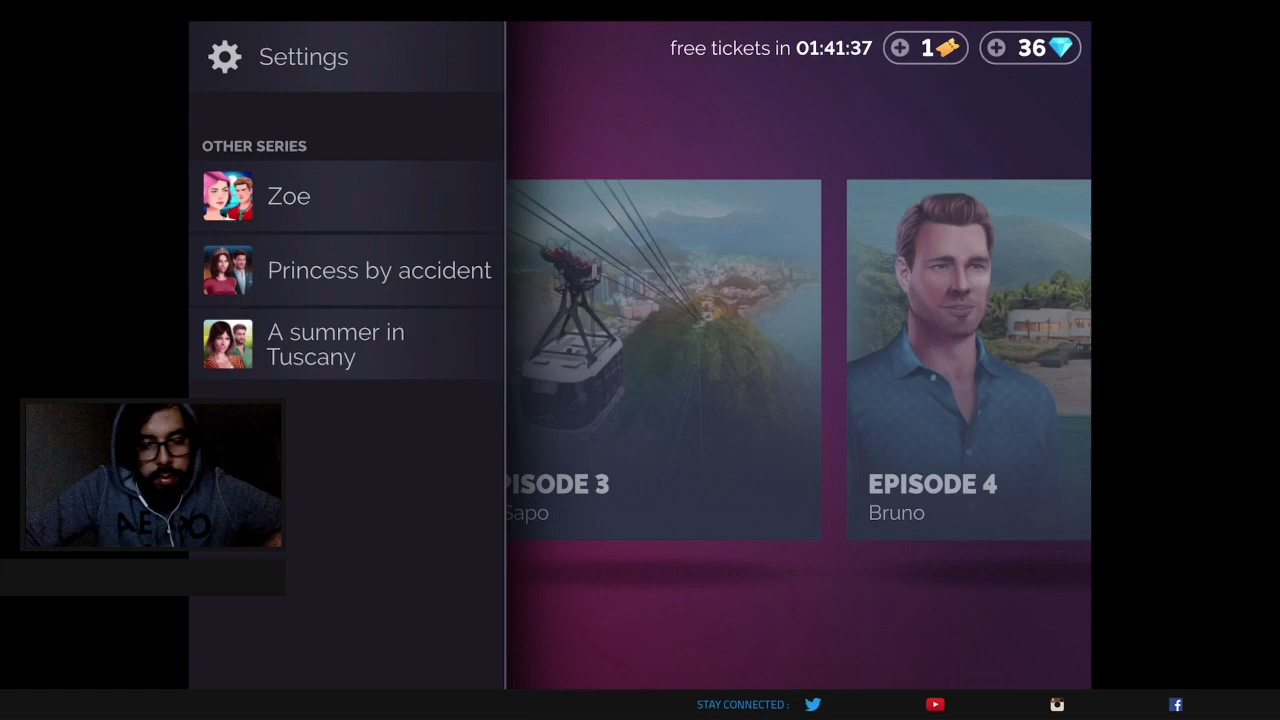 Settings
free tickets in 01:41:37
1
36
OTHER SERIES
Zoe
Princess by accident
A summer in
Tuscany
PISODE 3
Sapo
EPISODE 4
Bruno
STAY CONNECTED :